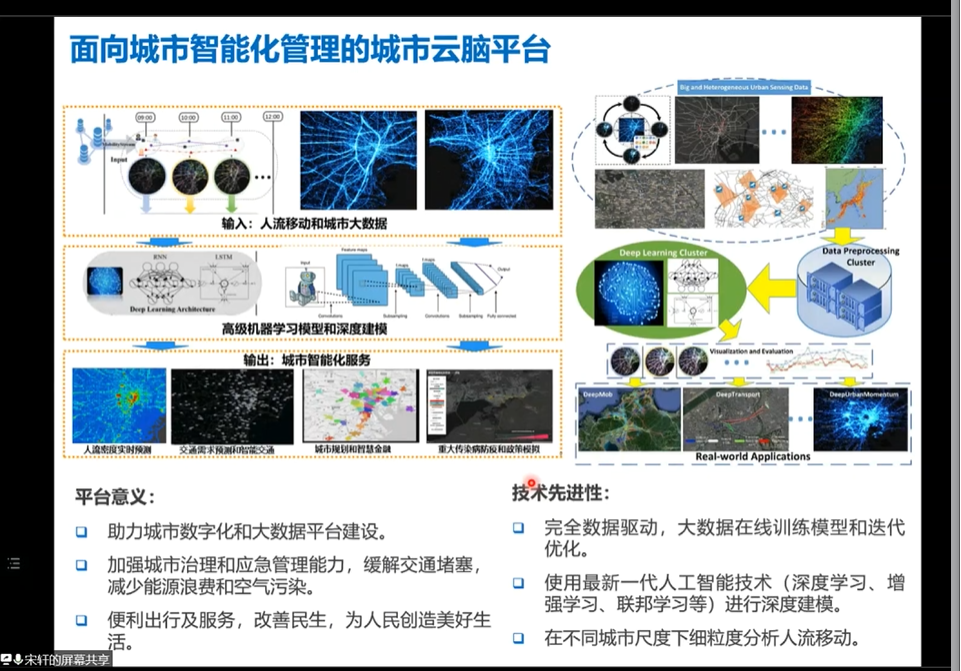 面向城市智能化管理的城市云脑平台
09:00
10:00
11:00
12:00
Input
输入：人流移动和城市大数据
RNN
LSTM
Deep Learning Architecture
Feature maps
Input
f.maps
f.maps
Output
Convolutions
Subsampling
Convolutions
Subsampling
Fully connected
高级机器学习模型和深度建模
输出：城市智能化服务
人流密度实时预测
交通需求预测和智能交通
城市规划和智慧金融
重大传染病防疫和政策模拟
Big and Heterogeneous Urban Sensing Data
Data Preprocessing
Cluster
Deep Learning Cluster
Visualization and Evaluation
DeepMob
DeepTransport
DeepUrbanMomentum
Real-world Applications
平台意义：
助力城市数字化和大数据平台建设。
加强城市治理和应急管理能力，缓解交通堵塞，
减少能源浪费和空气污染。
便利出行及服务，改善民生，为人民创造美好生
活。
技术先进性：
完全数据驱动，大数据在线训练模型和迭代
优化。
使用最新一代人工智能技术（深度学习、增
强学习、联邦学习等）进行深度建模。
在不同城市尺度下细粒度分析人流移动。
宋轩的屏幕共享